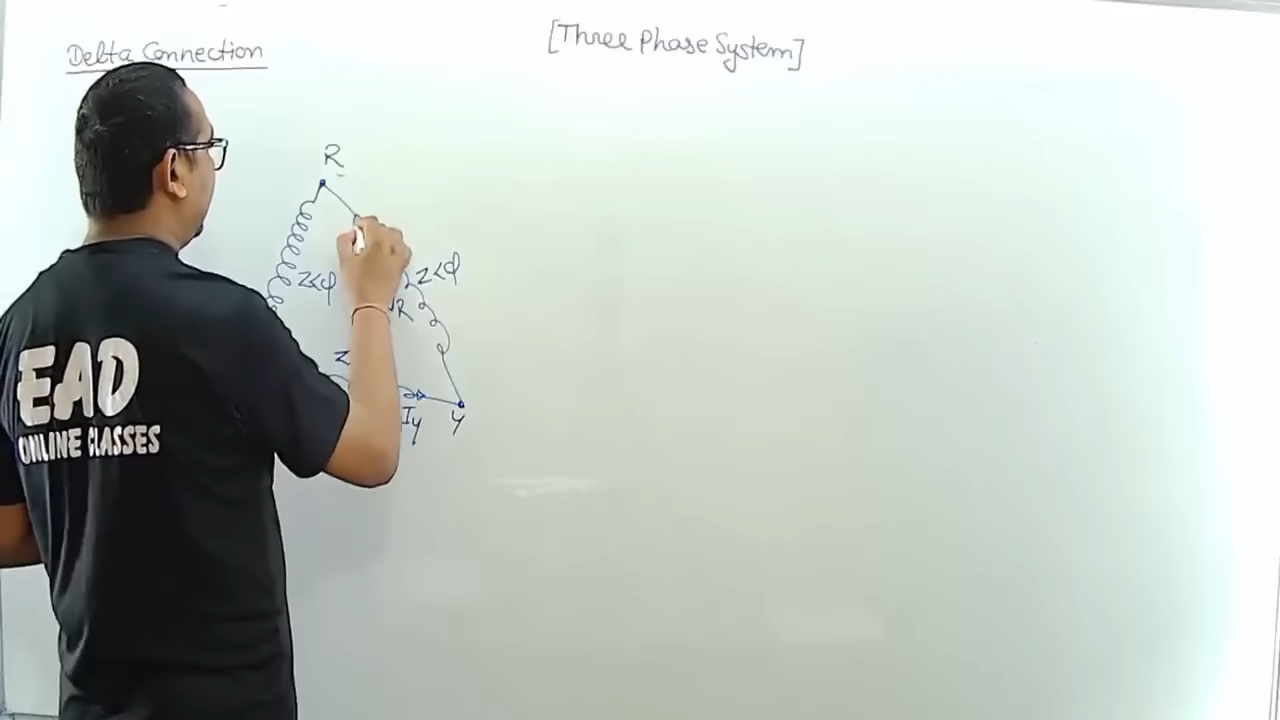 Delta Connection
[Three Phase System]
R
Z<φ
Z<φ
R
Z
Iy
Y
EAD
ONLINE CLASSES